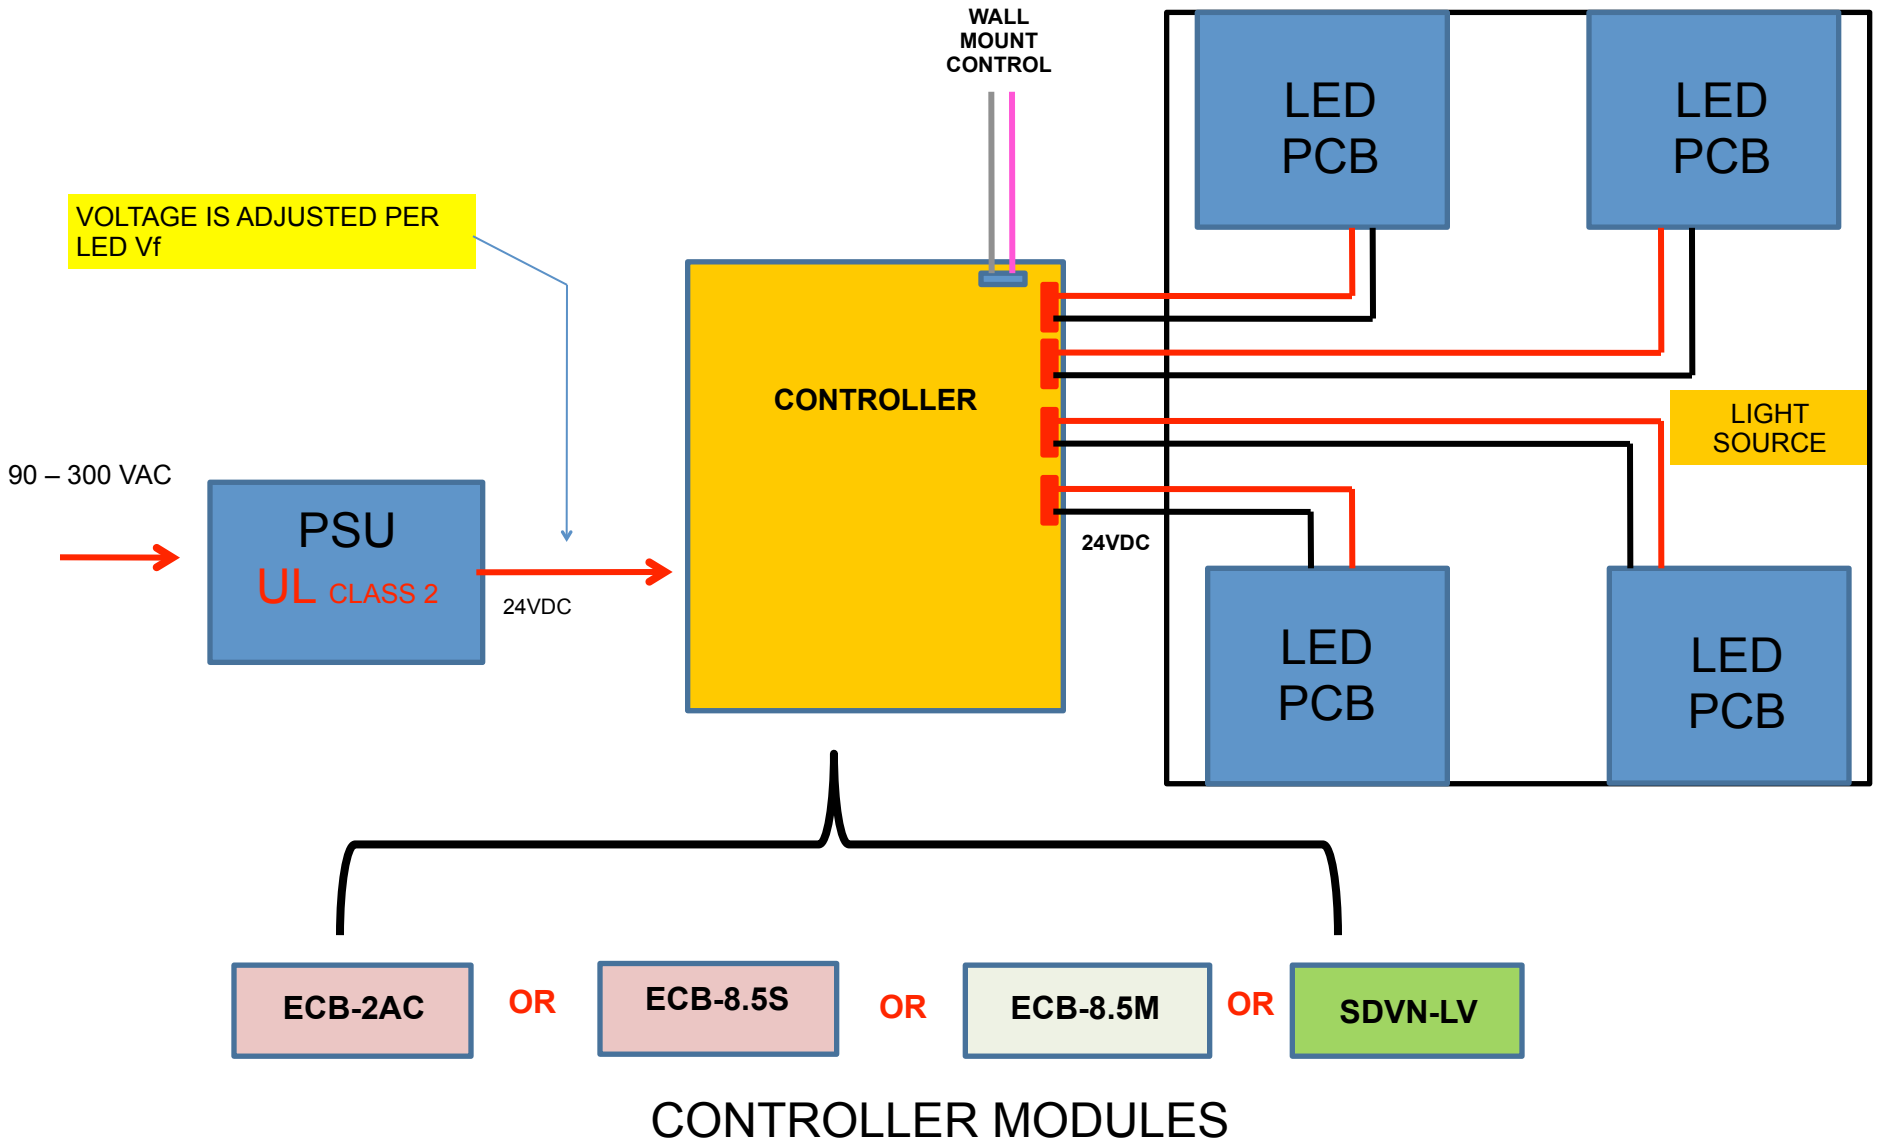 WALL
MOUNT
CONTROL
LED
PCB
LED
PCB
VOLTAGE IS ADJUSTED PER
LED Vf
CONTROLLER
LIGHT
SOURCE
90 – 300 VAC
PSU
UL CLASS 2
24VDC
24VDC
LED
PCB
LED
PCB
ECB-2AC
OR
ECB-8.5S
OR
ECB-8.5M
OR
SDVN-LV
CONTROLLER MODULES